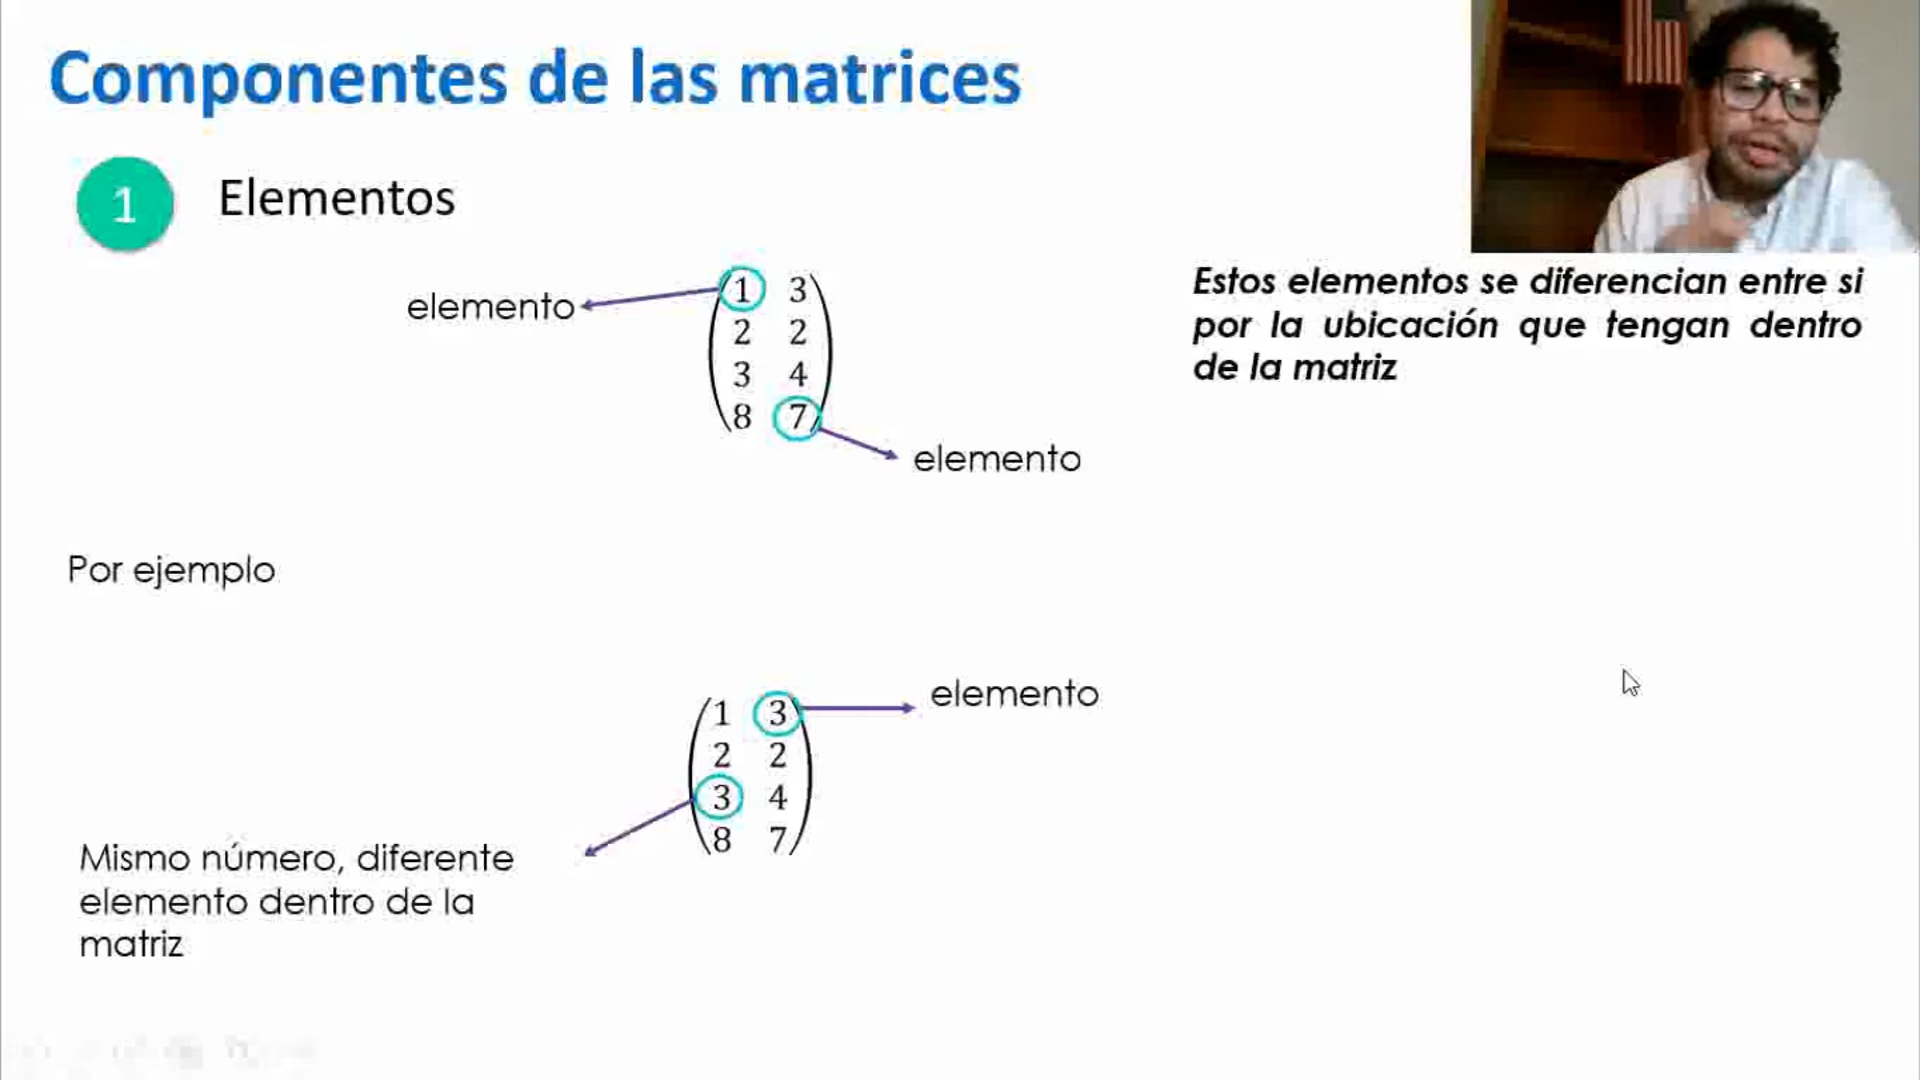 Componentes de las matrices
1 Elementos
elemento
1 3
2 2
3 4
8 7
elemento
Estos elementos se diferencian entre si
por la ubicación que tengan dentro
de la matriz
Por ejemplo
1 3
2 2
3 4
8 7
elemento
Mismo número, diferente
elemento dentro de la
matriz